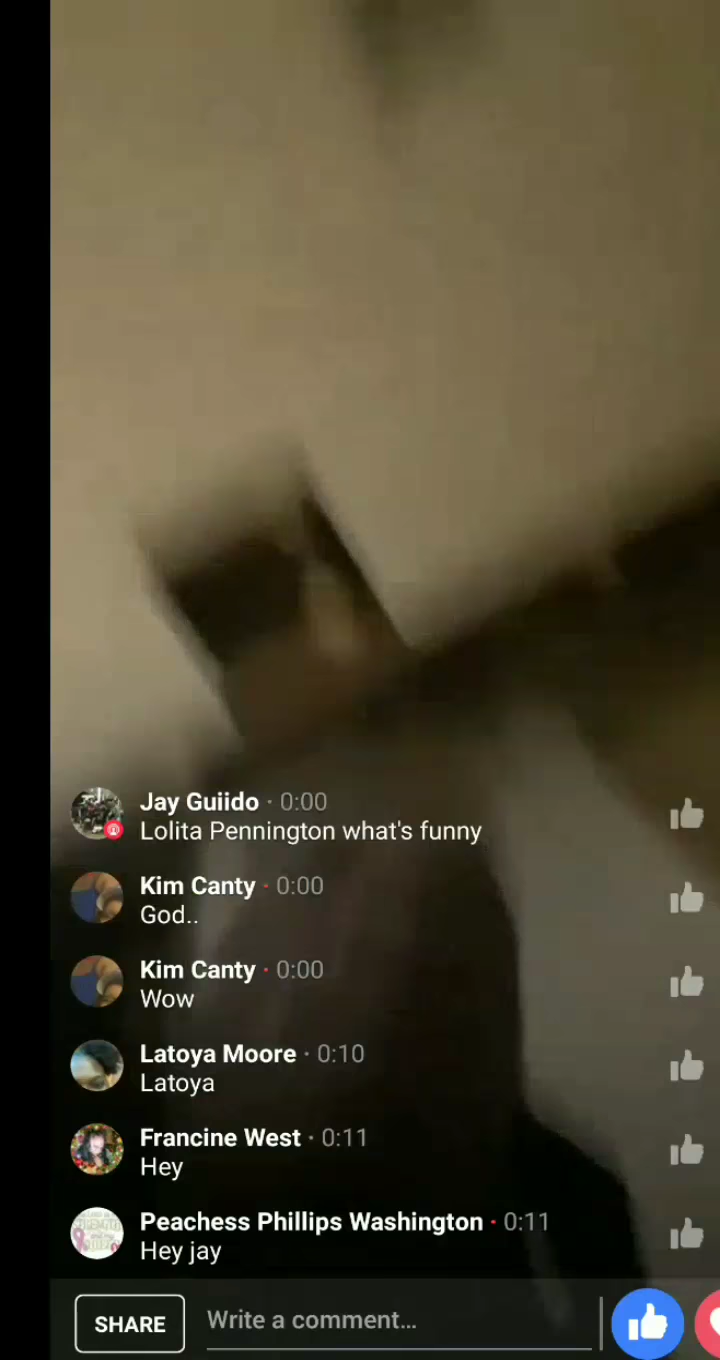 Jay Guiido · 0:00
Lolita Pennington what's funny
Kim Canty · 0:00
God..
Kim Canty · 0:00
Wow
Latoya Moore · 0:10
Latoya
Francine West · 0:11
Hey
Peachess Phillips Washington · 0:11
Hey jay
SHARE Write a comment...